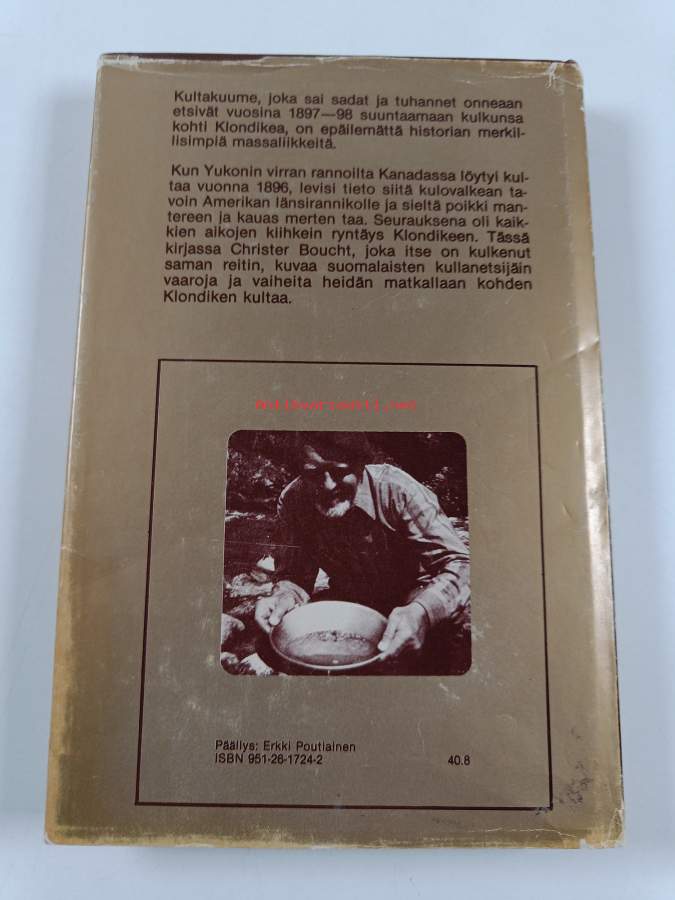 Kultakuume, joka sai sadat ja tuhannet onneaan
etsivät vuosina 1897—98 suuntaamaan kulkunsa
kohti Klondikea, on epäilemättä historian merkil-
lisimpiä massaliikkeitä.
Kun Yukonin virran rannoilta Kanadassa löytyi kul-
taa vuonna 1896, levisi tieto siitä kulovalkean ta-
voin Amerikan länsirannikolle ja sieltä poikki man-
tereen ja kauas merten taa. Seurauksena oli kaik-
kien aikojen kiihkein ryntäys Klondikeen. Tässä
kirjassa Christer Boucht, joka itse on kulkenut
saman reitin, kuvaa suomalaisten kullanetsijäin
vaaroja ja vaiheita heidän matkallaan kohden
Klondiken kultaa.
Antikvariaatti.net
Päällys: Erkki Poutiainen
ISBN 951-26-1724-2 40.8